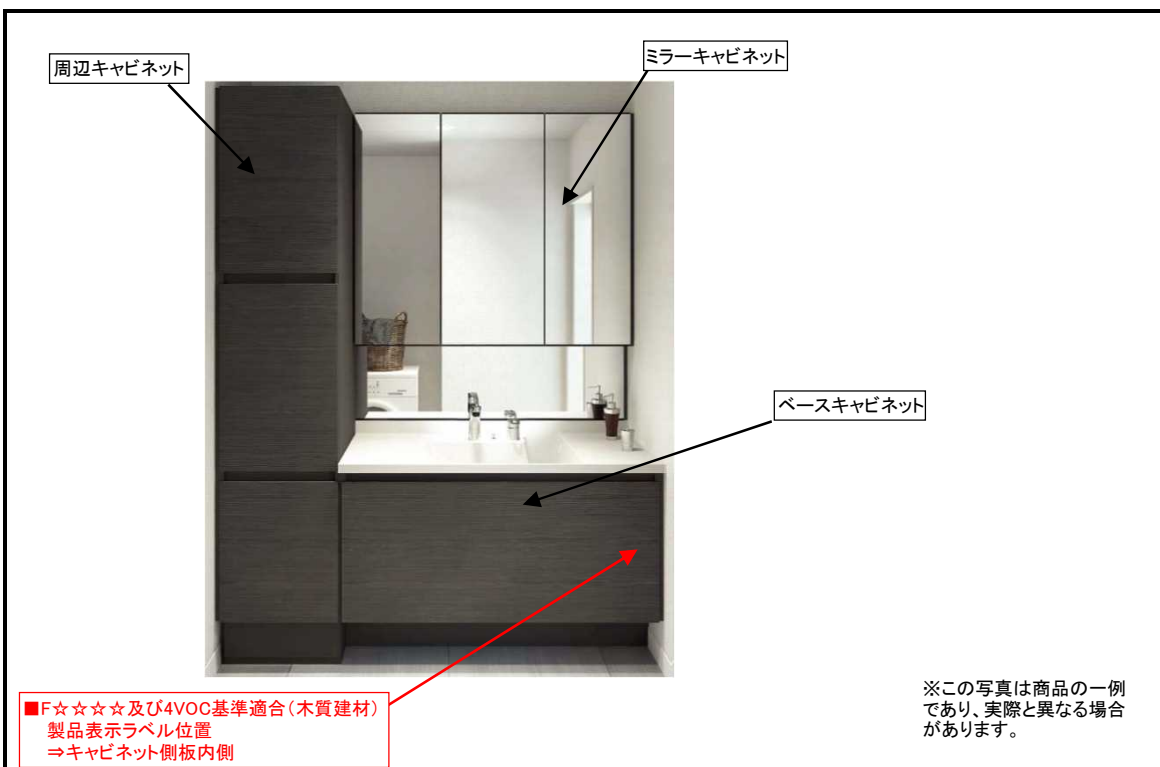 周辺キャビネット
ミラーキャビネット
ベースキャビネット
■F☆☆☆☆及び4VOC基準適合(木質建材)
製品表示ラベル位置
⇒キャビネット側板内側
※この写真は商品の一例
であり、実際と異なる場合
があります。